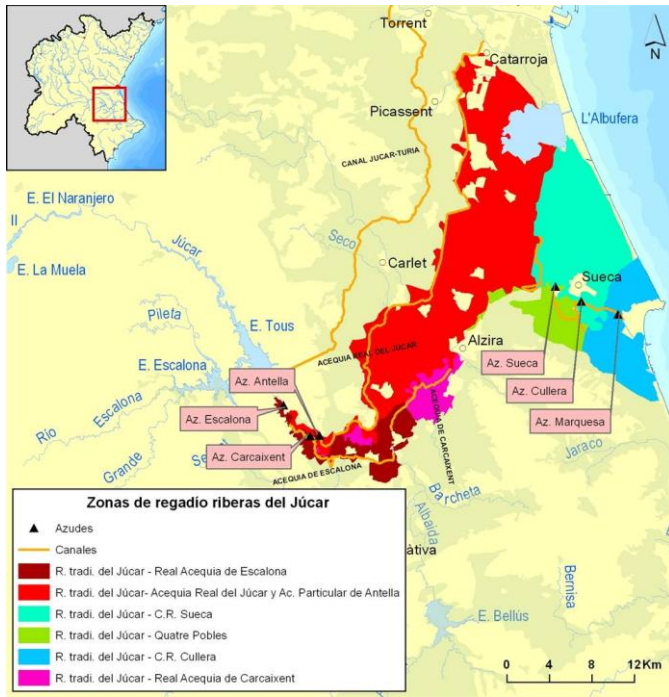 Torrent
Catarroja
Picassent
L'Albufera
CANAL JUCAR-TURIA
E. El Naranjero
II
Júcar
Seco
E. La Muela
Carlet
Sueca
Pileta
E. Tous
ACEQUIA REAL DEL JUCAR
Alzira
Az. Sueca
E. Escalona
Az. Antella
Az. Cullera
Az. Escalona
Az. Marquesa
Escalona
Río
Az. Carcaixent
ACEQUIA DE CARCAIXENT
Grande
ACEQUIA DE ESCALONA
Jaraco
Barcheta
Albaida
àtiva
Bernisa
E. Bellús
Zonas de regadío riberas del Júcar
Azudes
Canales
R. tradi. del Júcar - Real Acequia de Escalona
R. tradi. del Júcar- Acequia Real del Júcar y Ac. Particular de Antella
R. tradi. del Júcar - C.R. Sueca
R. tradi. del Júcar - Quatre Pobles
R. tradi. del Júcar - C.R. Cullera
R. tradi. del Júcar - Real Acequia de Carcaixent
0 4 8 12 Km
N